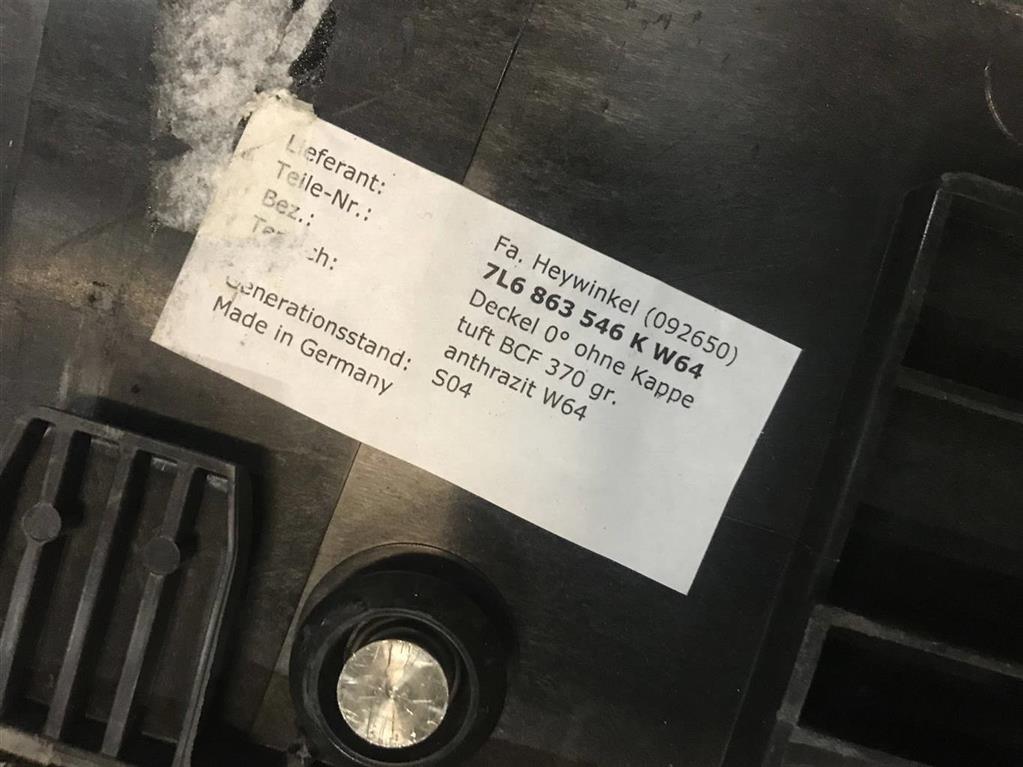 Lieferant: Fa. Heywinkel (092650)
Teile-Nr.: 7L6 863 546 K W64
Bez.: Deckel 0° ohne Kappe
tuft BCF 370 gr.
anthrazit W64
Generationsstand: S04
Made in Germany